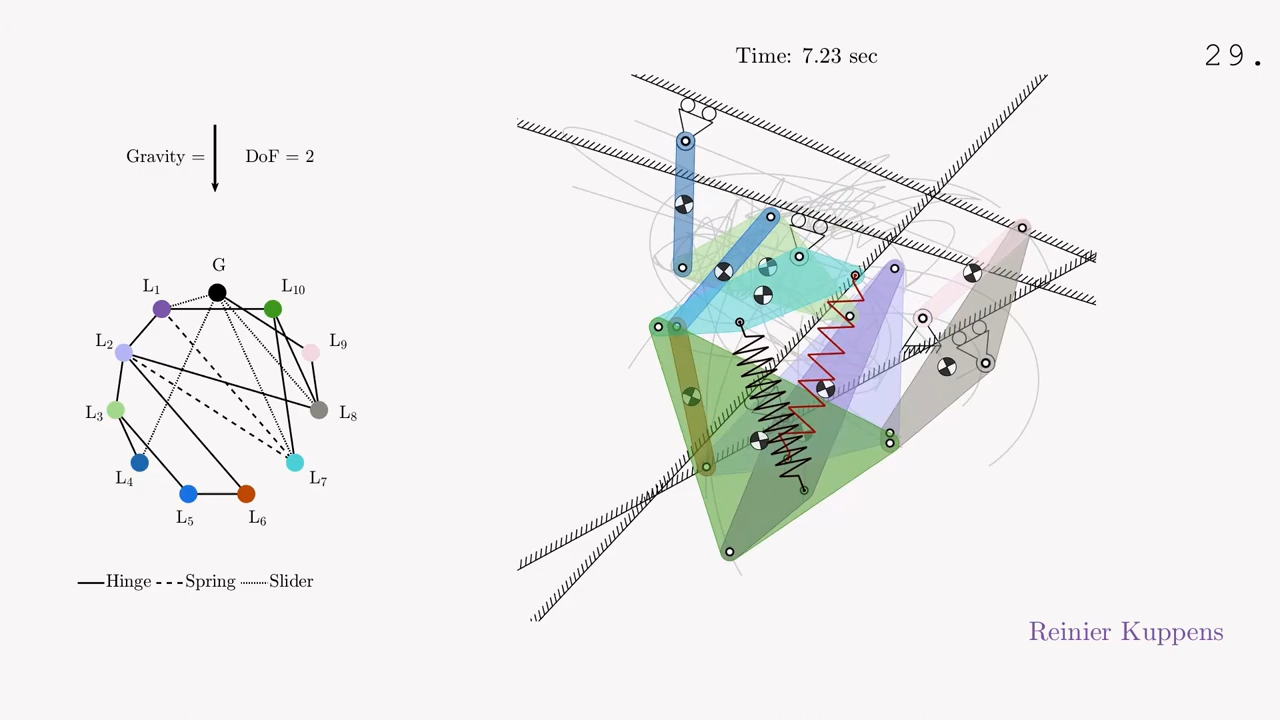 Time: 7.23 sec
29.
Gravity =
DoF = 2
G
L1
L10
L2
L9
L3
L8
L4
L7
L5
L6
Hinge Spring Slider
Reinier Kuppens